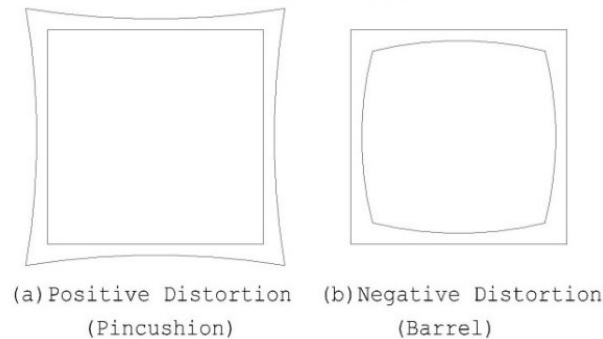 (a)Positive Distortion
(Pincushion)
(b)Negative Distortion
(Barrel)